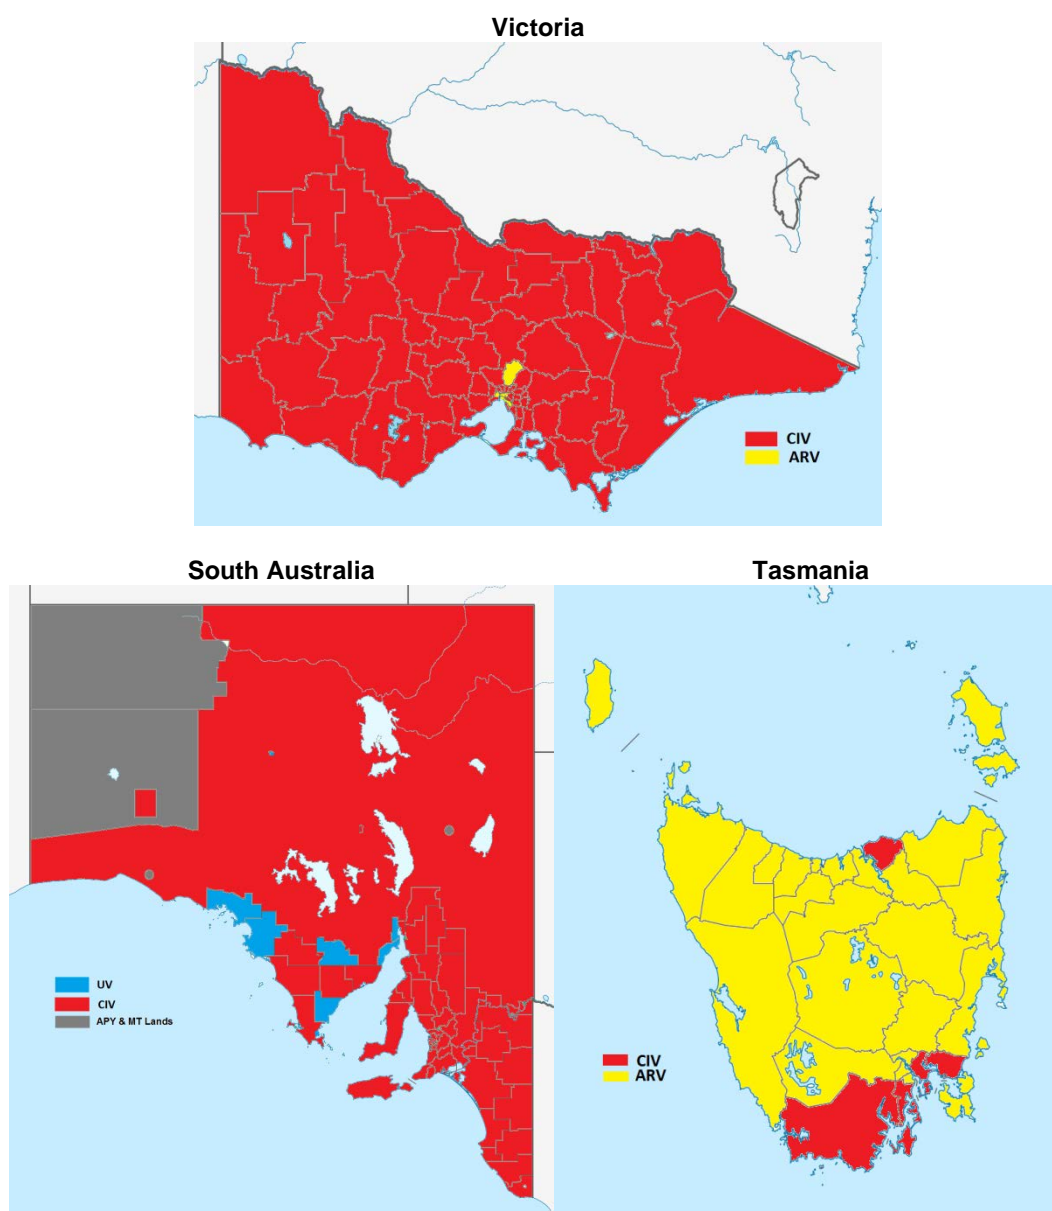 Victoria
CIV
ARV
South Australia
UV
CIV
APY & MT Lands
Tasmania
CIV
ARV